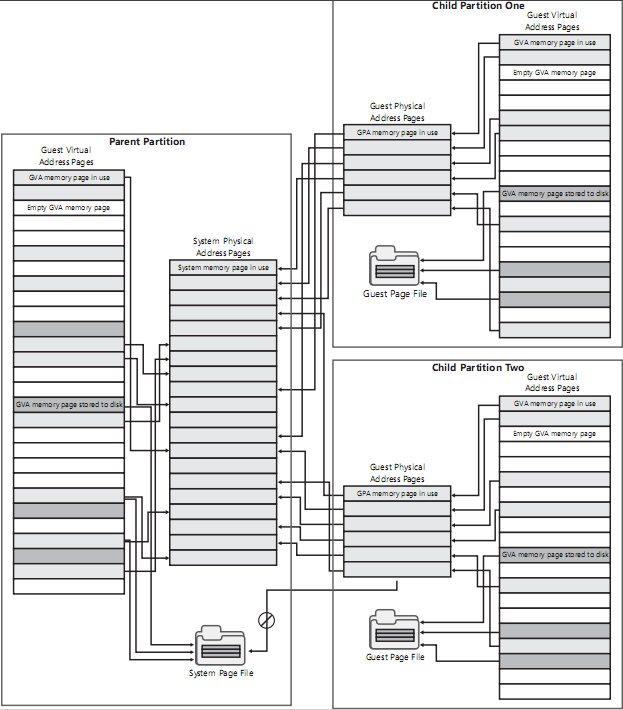 Child Partition One
Guest Virtual
Address Pages
GVA memory page in use
Empty GVA memory page
Guest Physical
Address Pages
GPA memory page in use
GVA memory page stored to disk
Guest Page File
Parent Partition
Guest Virtual
Address Pages
GVA memory page in use
Empty GVA memory page
System Physical
Address Pages
System memory page in use
GVA memory page stored to disk
System Page File
Child Partition Two
Guest Virtual
Address Pages
GVA memory page in use
Empty GVA memory page
Guest Physical
Address Pages
GPA memory page in use
GVA memory page stored to disk
Guest Page File